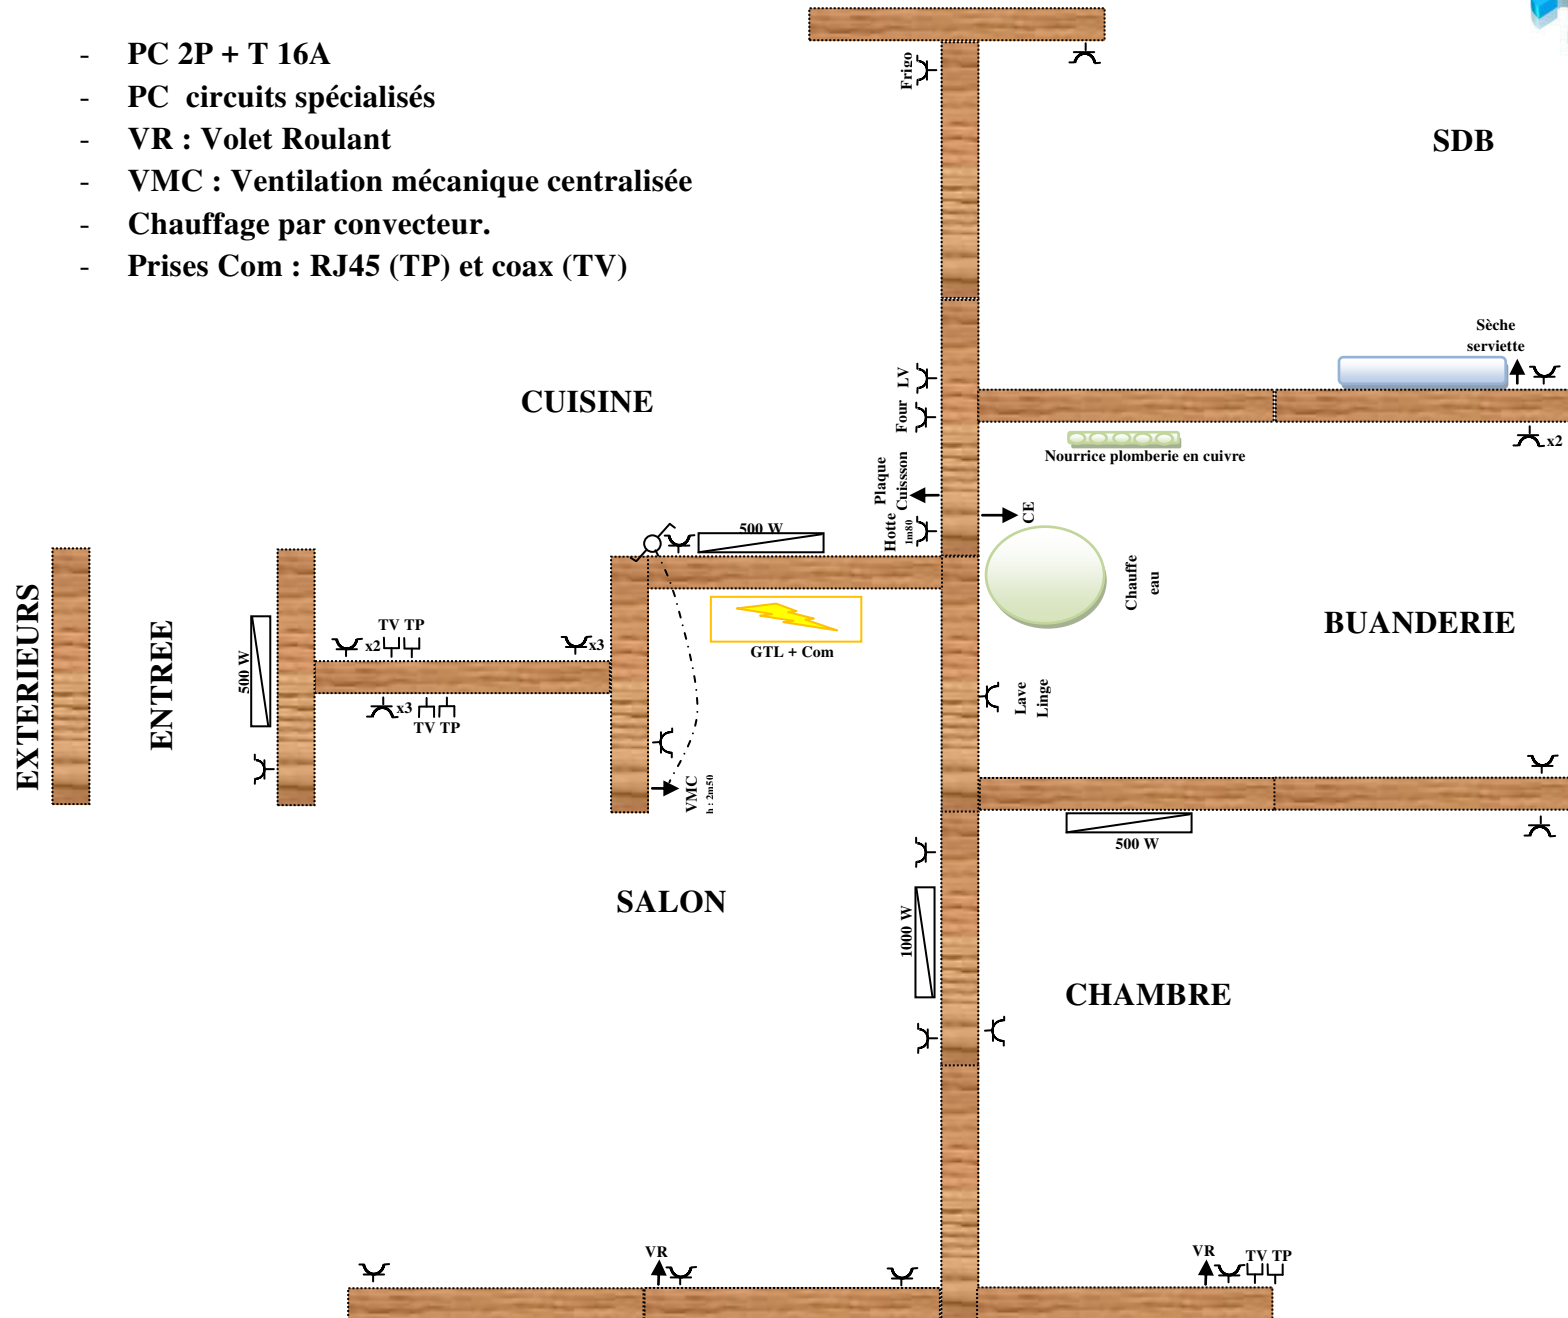 - PC 2P + T 16A
- PC circuits spécialisés
- VR : Volet Roulant
- VMC : Ventilation mécanique centralisée
- Chauffage par convecteur.
- Prises Com : RJ45 (TP) et coax (TV)
Frigo
SDB
Sèche
serviette
CUISINE
LV
Four
x2
Nourrice plomberie en cuivre
Plaque
Cuissson
CE
Hotte
1m80
500 W
Chauffe
eau
EXTERIEURS
ENTREE
500 W
x2
TV TP
x3
GTL + Com
BUANDERIE
x3
TV TP
Lave
Linge
VMC
h : 2m50
500 W
SALON
1000 W
CHAMBRE
VR
VR
TV TP